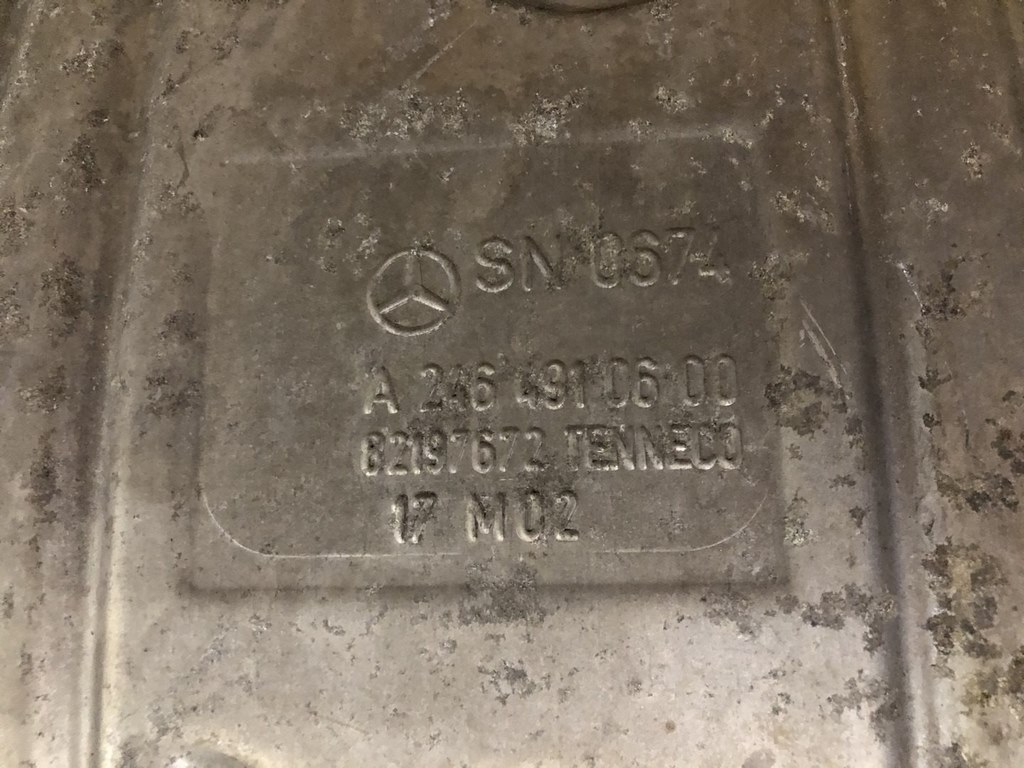 SN 0674
A 246 491 06 00
82197672 TENNECO
17 M02